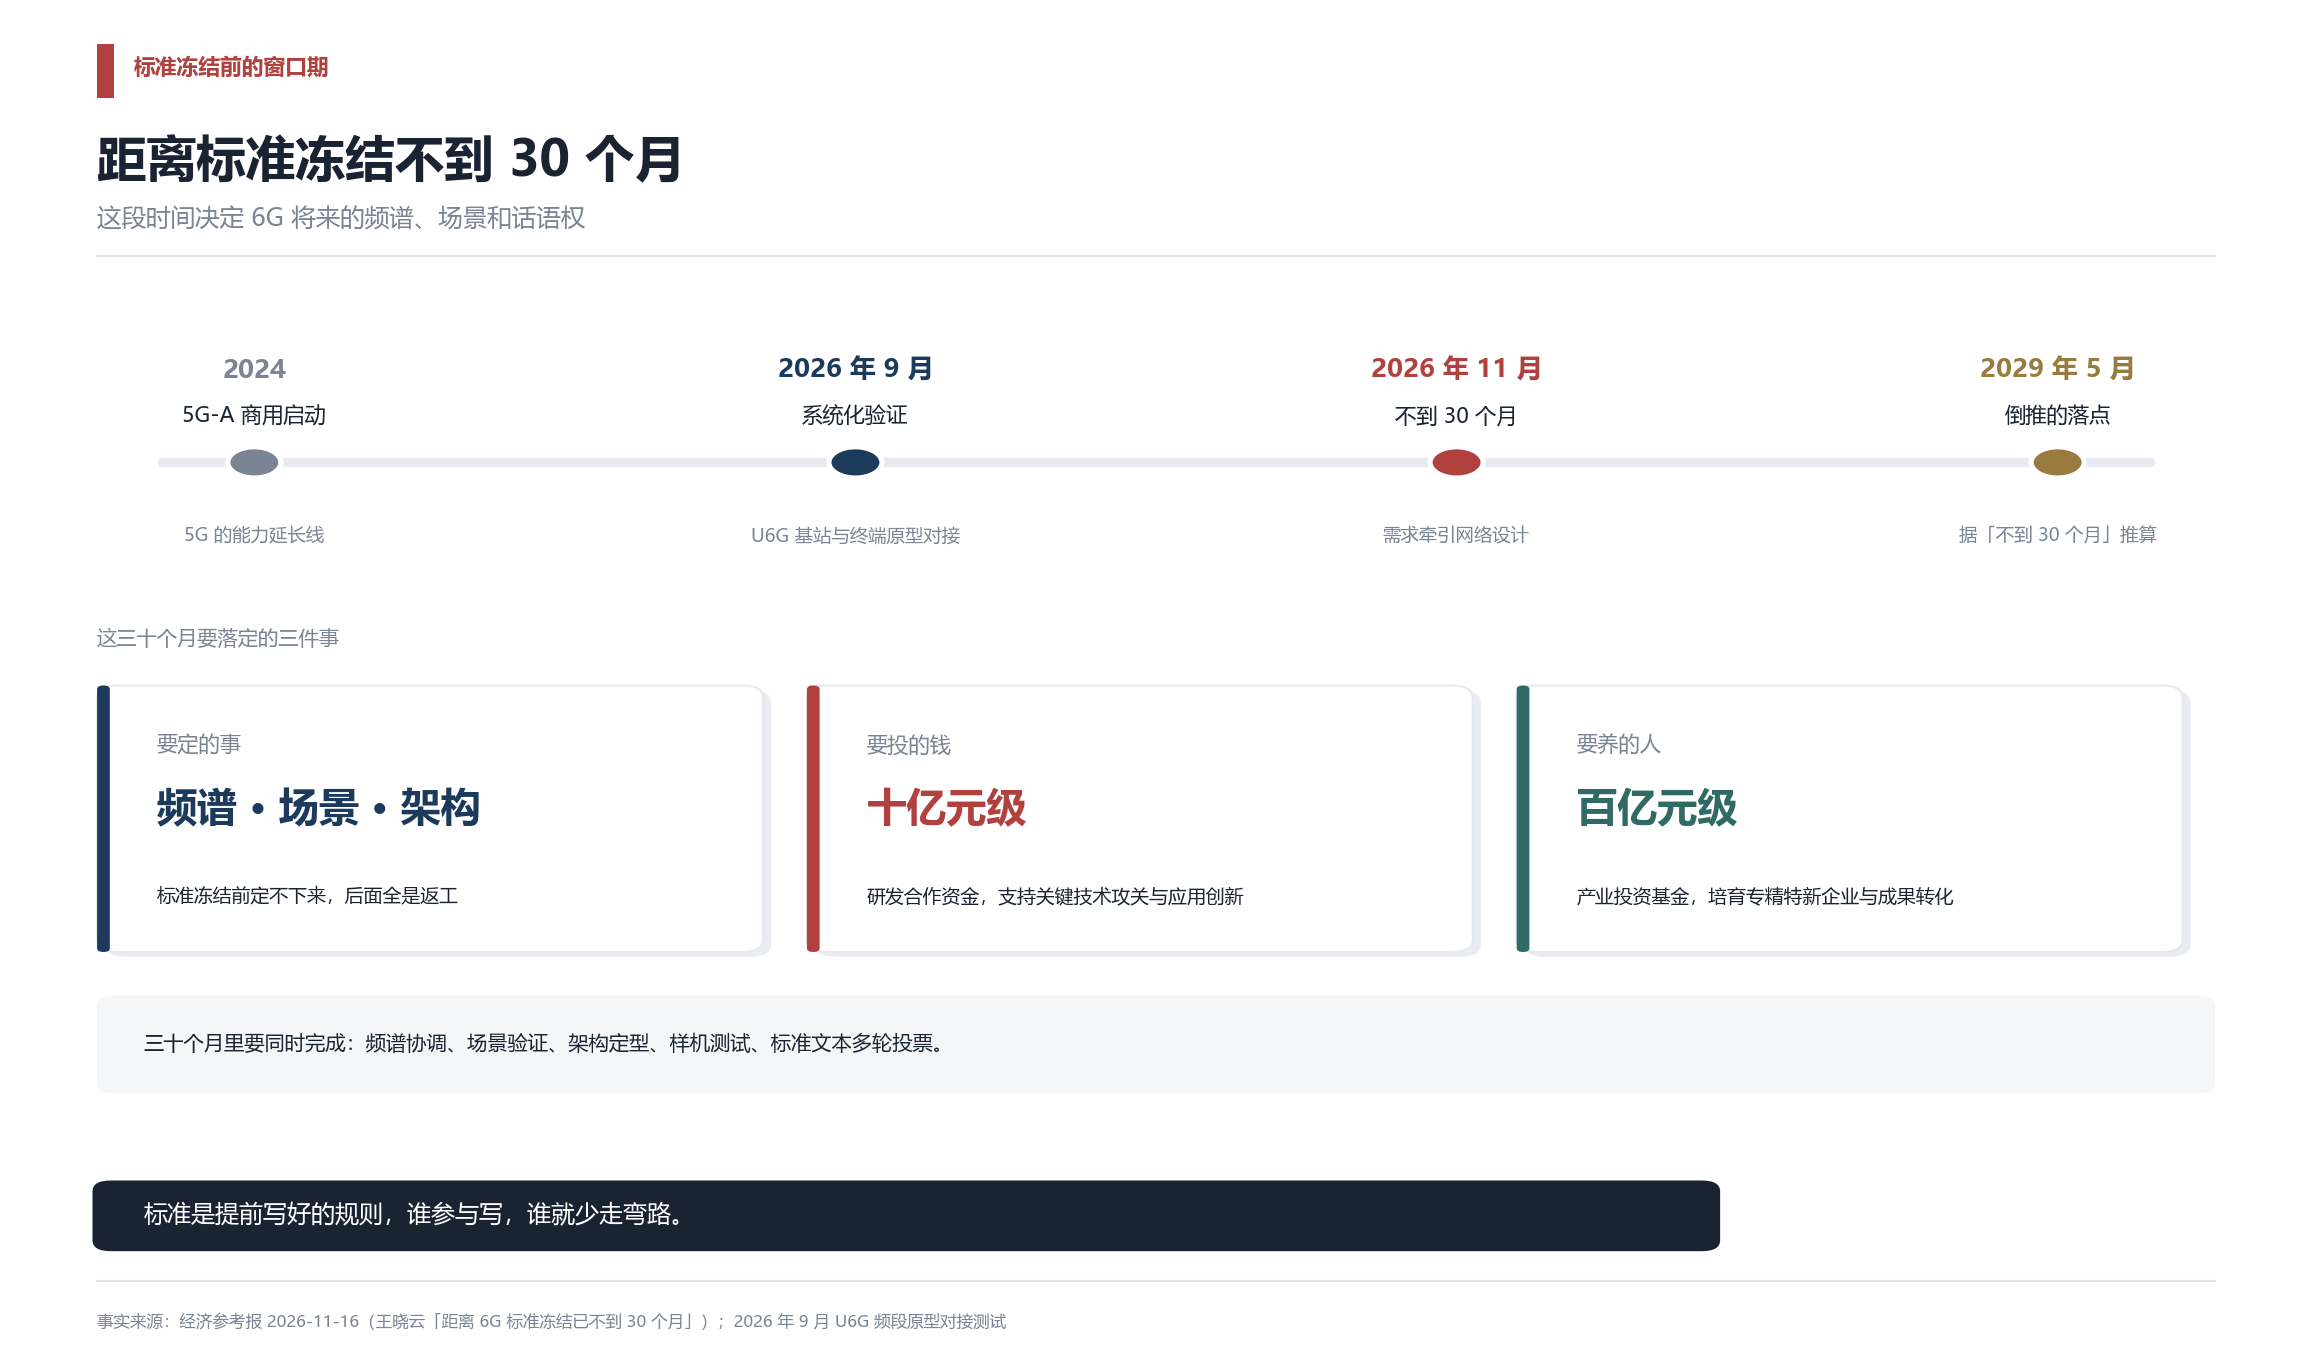 标准冻结前的窗口期
距离标准冻结不到 30 个月
这段时间决定 6G 将来的频谱、场景和话语权
2024
5G-A 商用启动
5G 的能力延长线
2026 年 9 月
系统化验证
U6G 基站与终端原型对接
2026 年 11 月
不到 30 个月
需求牵引网络设计
2029 年 5 月
倒推的落点
据「不到 30 个月」推算
这三十个月要落定的三件事
要定的事
频谱・场景・架构
标准冻结前定不下来，后面全是返工
要投的钱
十亿元级
研发合作资金，支持关键技术攻关与应用创新
要养的人
百亿元级
产业投资基金，培育专精特新企业与成果转化
三十个月里要同时完成：频谱协调、场景验证、架构定型、样机测试、标准文本多轮投票。
标准是提前写好的规则，谁参与写，谁就少走弯路。
事实来源：经济参考报 2026-11-16（王晓云「距离 6G 标准冻结已不到 30 个月」）；2026 年 9 月 U6G 频段原型对接测试